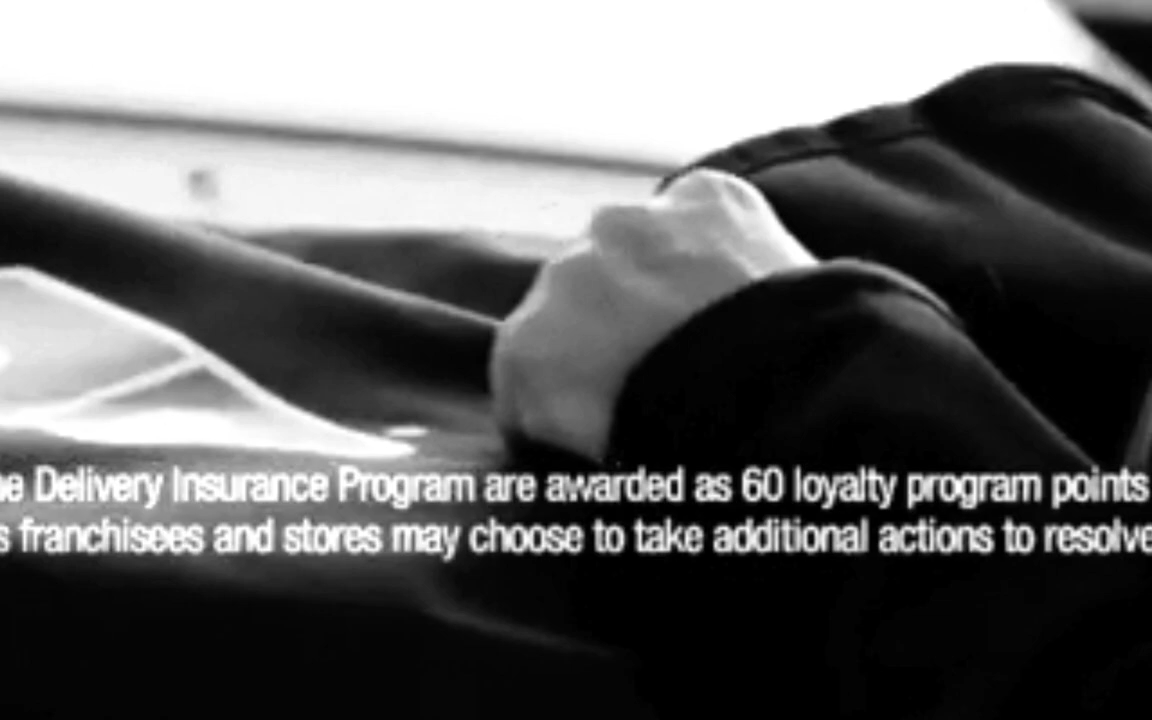 Delivery Insurance Program are awarded as 60 loyalty program points
franchisees and stores may choose to take additional actions to resolve